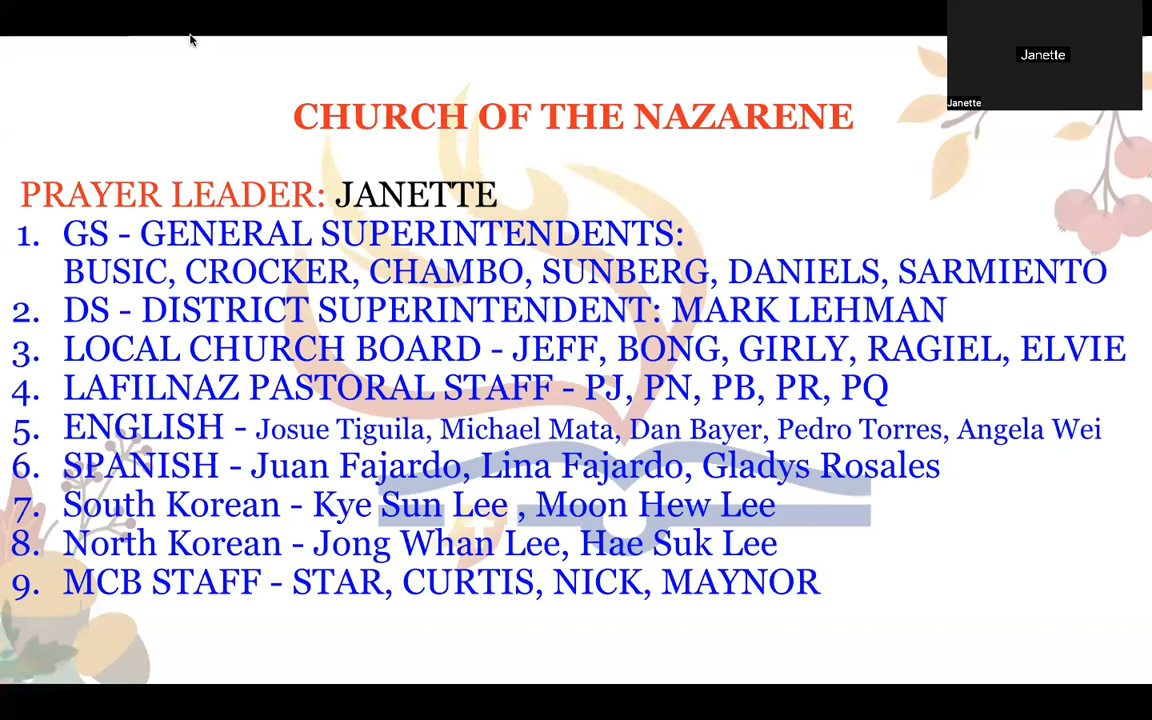 Janette
Janette
CHURCH OF THE NAZARENE
PRAYER LEADER: JANETTE
1. GS - GENERAL SUPERINTENDENTS:
BUSIC, CROCKER, CHAMBO, SUNBERG, DANIELS, SARMIENTO
2. DS - DISTRICT SUPERINTENDENT: MARK LEHMAN
3. LOCAL CHURCH BOARD - JEFF, BONG, GIRLY, RAGIEL, ELVIE
4. LAFILNAZ PASTORAL STAFF - PJ, PN, PB, PR, PQ
5. ENGLISH - Josue Tiguila, Michael Mata, Dan Bayer, Pedro Torres, Angela Wei
6. SPANISH - Juan Fajardo, Lina Fajardo, Gladys Rosales
7. South Korean - Kye Sun Lee , Moon Hew Lee
8. North Korean - Jong Whan Lee, Hae Suk Lee
9. MCB STAFF - STAR, CURTIS, NICK, MAYNOR